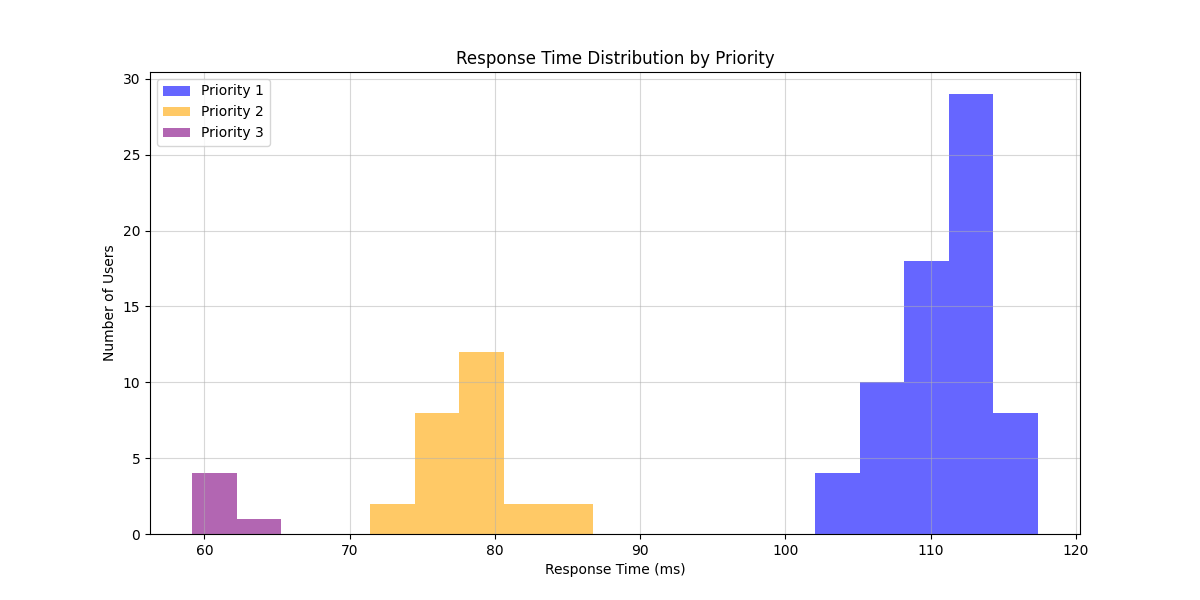 Response Time Distribution by Priority
Priority 1
Priority 2
Priority 3
30
25
20
15
10
5
0
Number of Users
60 70 80 90 100 110 120
Response Time (ms)